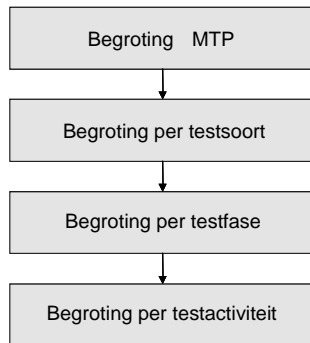 Begroting MTP
Begroting per testsoort
Begroting per testfase
Begroting per testactiviteit